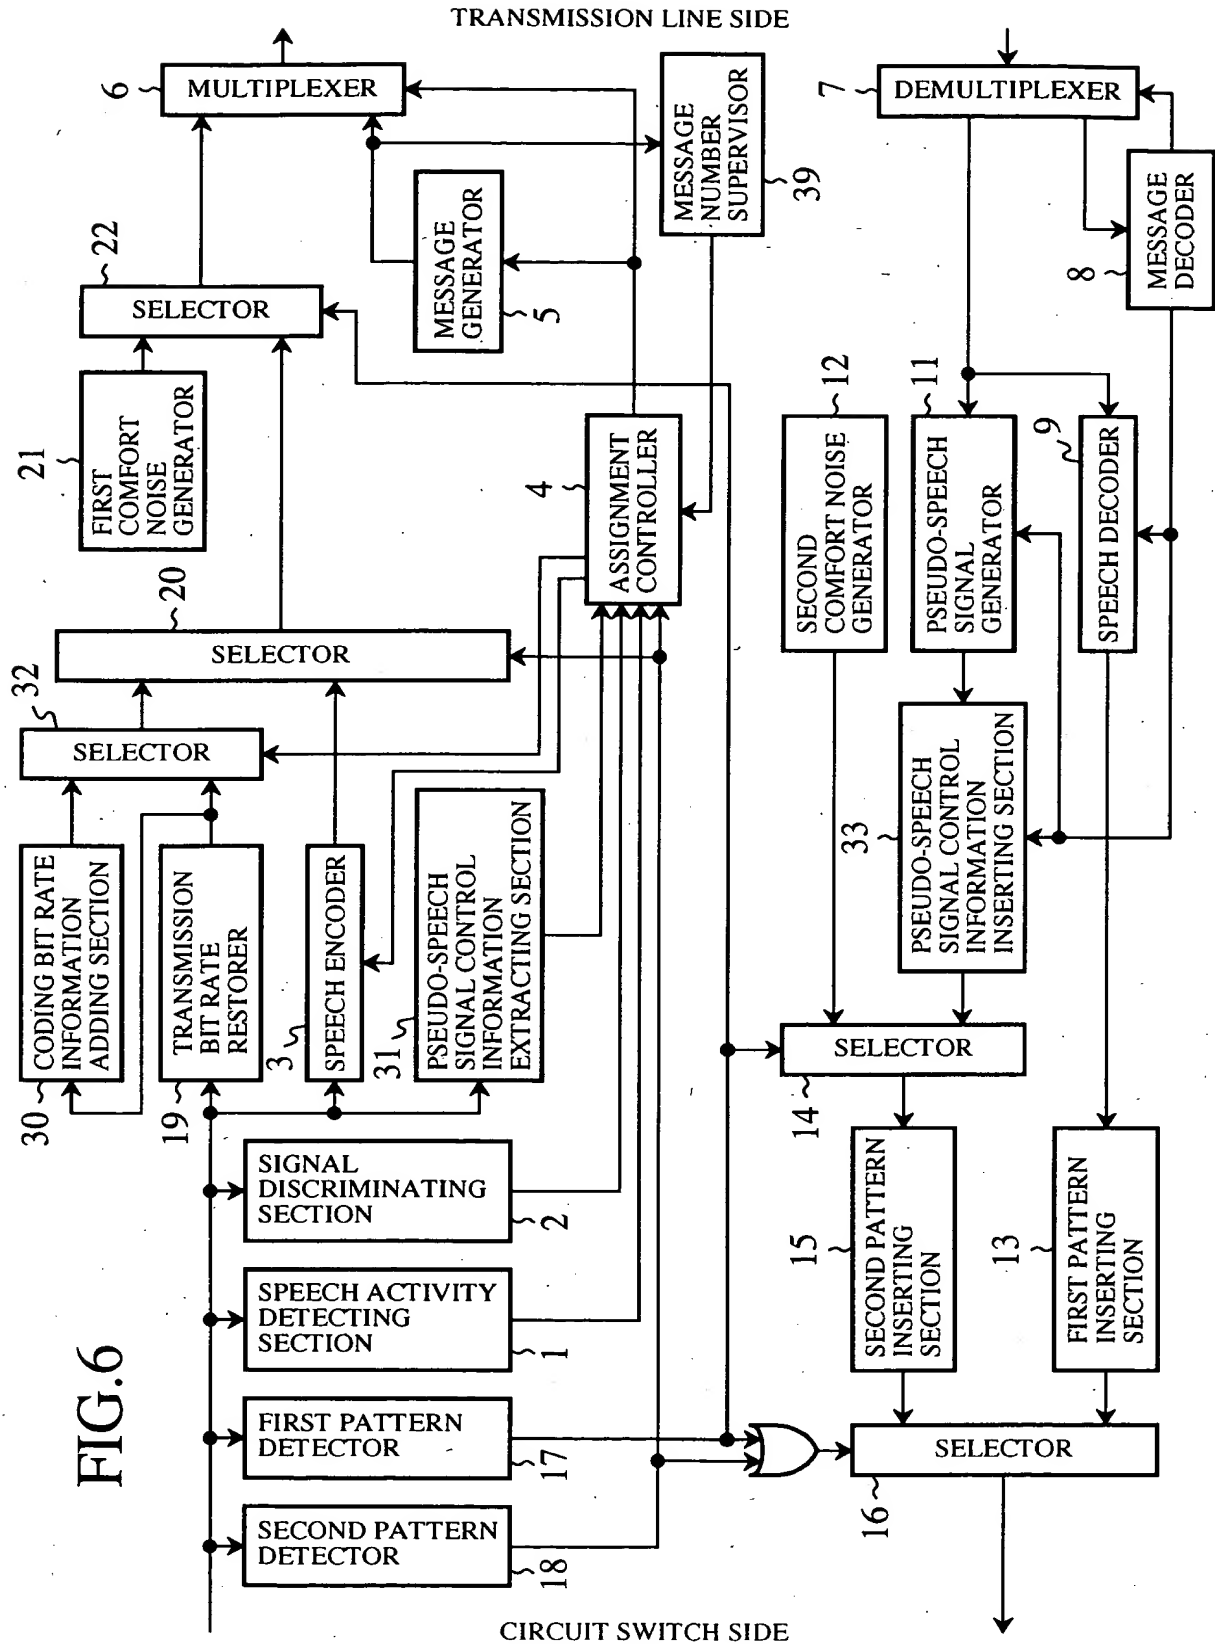 FIG.6
TRANSMISSION LINE SIDE
6
MULTIPLEXER
7
DEMULTIPLEXER
MESSAGE
NUMBER
SUPERVISOR
39
MESSAGE
GENERATOR
5
8
MESSAGE
DECODER
22
SELECTOR
21
FIRST
COMFORT
NOISE
GENERATOR
4
ASSIGNMENT
CONTROLLER
12
SECOND
COMFORT NOISE
GENERATOR
11
PSEUDO-SPEECH
SIGNAL
GENERATOR
9
SPEECH DECODER
20
SELECTOR
32
SELECTOR
33
PSEUDO-SPEECH
SIGNAL CONTROL
INFORMATION
INSERTING SECTION
30
CODING BIT RATE
INFORMATION
ADDING SECTION
19
TRANSMISSION
BIT RATE
RESTORER
3
SPEECH ENCODER
31
PSEUDO-SPEECH
SIGNAL CONTROL
INFORMATION
EXTRACTING SECTION
14
SELECTOR
SIGNAL
DISCRIMINATING
SECTION
2
SPEECH ACTIVITY
DETECTING
SECTION
1
15
SECOND PATTERN
INSERTING
SECTION
13
FIRST PATTERN
INSERTING
SECTION
FIRST PATTERN
DETECTOR
17
SECOND PATTERN
DETECTOR
18
16
SELECTOR
CIRCUIT SWITCH SIDE